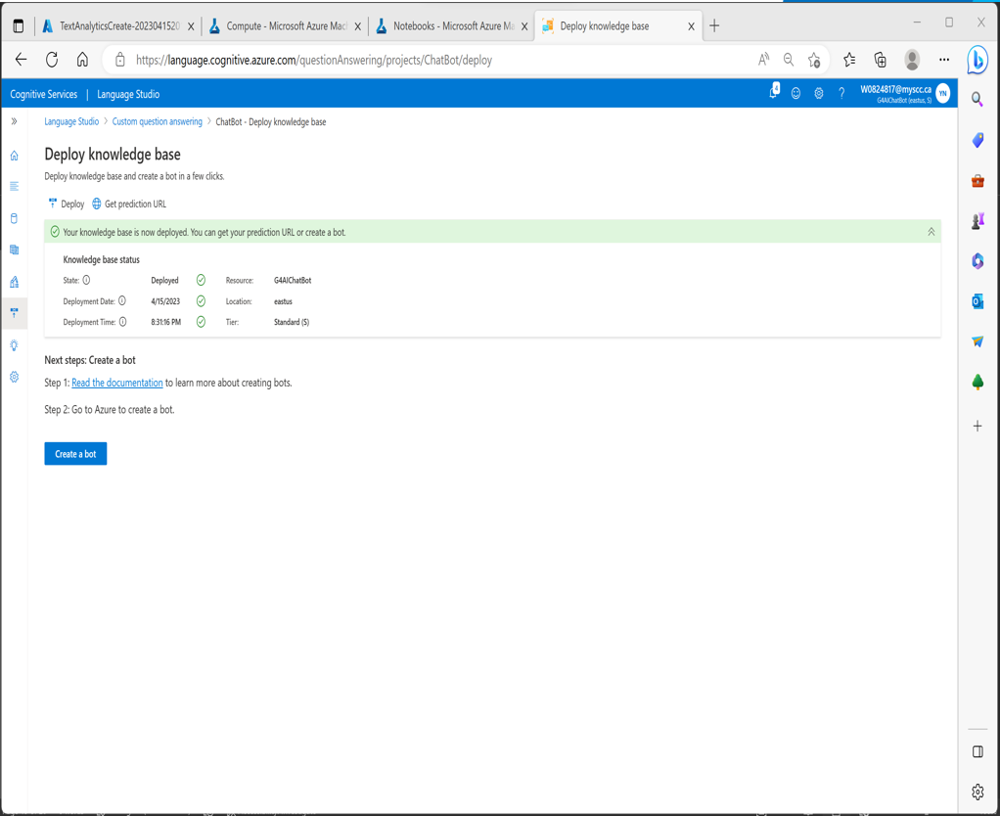 TextAnalyticsCreate-2023041520
Compute - Microsoft Azure Mach
Notebooks - Microsoft Azure Ma
Deploy knowledge base
https://language.cognitive.azure.com/questionAnswering/projects/ChatBot/deploy
Cognitive Services | Language Studio
4
W0824817@myscc.ca
G4AIChatBot (eastus, S)
YN
Language Studio > Custom question answering > ChatBot - Deploy knowledge base
Deploy knowledge base
Deploy knowledge base and create a bot in a few clicks.
Deploy Get prediction URL
Your knowledge base is now deployed. You can get your prediction URL or create a bot.
Knowledge base status
State: Deployed Resource: G4AIChatBot
Deployment Date: 4/15/2023 Location: eastus
Deployment Time: 8:31:16 PM Tier: Standard (S)
Next steps: Create a bot
Step 1: Read the documentation to learn more about creating bots.
Step 2: Go to Azure to create a bot.
Create a bot